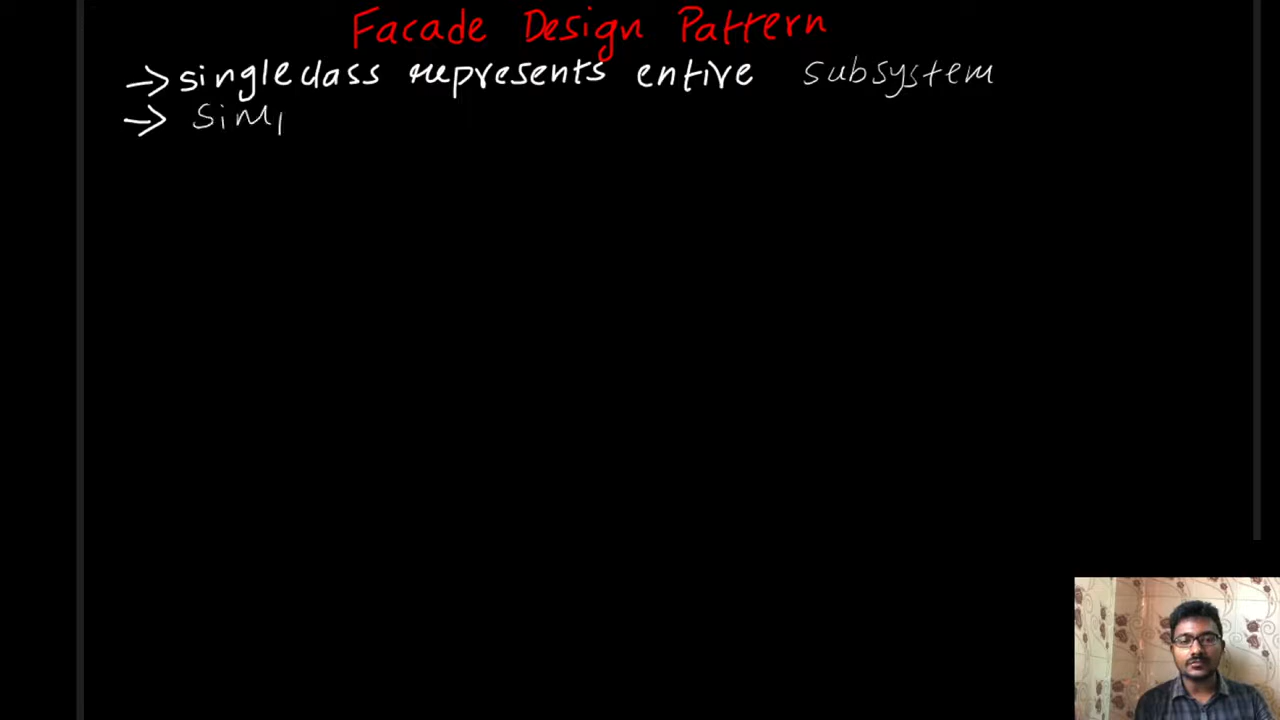 Facade Design Pattern
→ singleclass represents entire subsystem
→ Sim